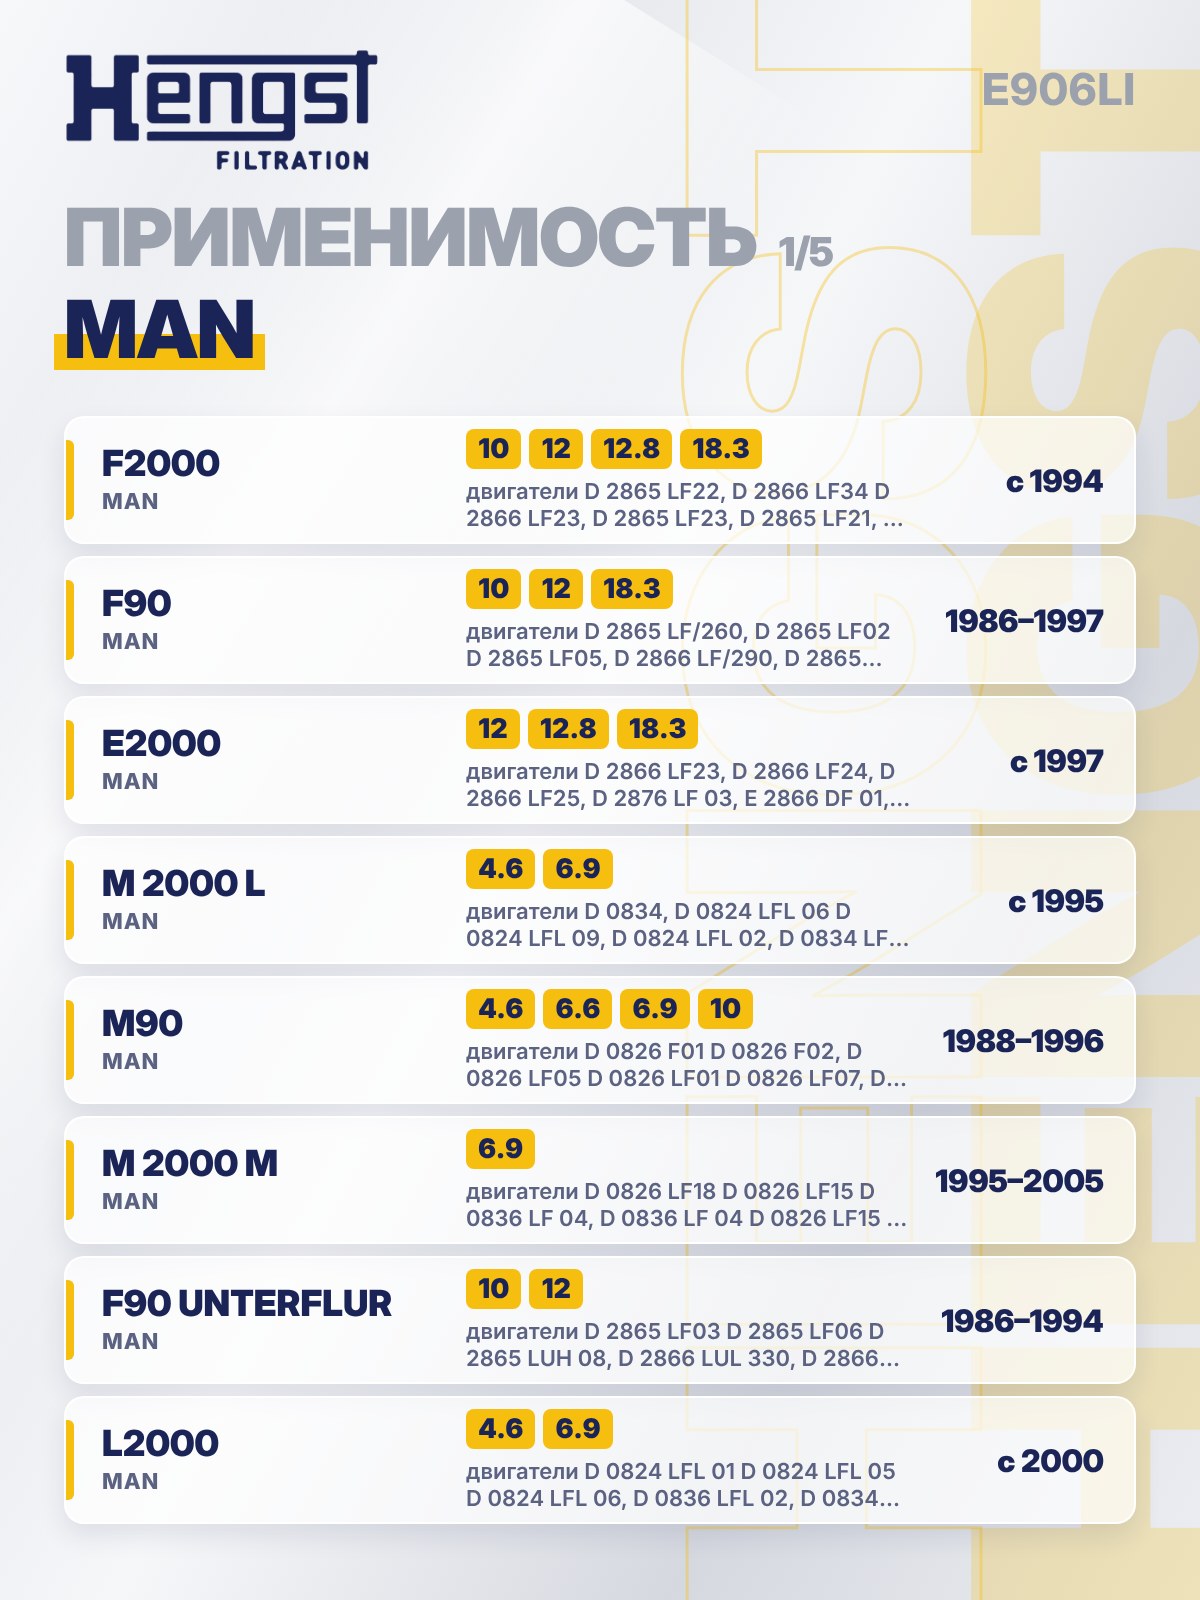 Hengst
FILTRATION
E906LI
ПРИМЕНИМОСТЬ 1/5
MAN
F2000
MAN
10 12 12.8 18.3
двигатели D 2865 LF22, D 2866 LF34 D
2866 LF23, D 2865 LF23, D 2865 LF21, ...
с 1994
F90
MAN
10 12 18.3
двигатели D 2865 LF/260, D 2865 LF02
D 2865 LF05, D 2866 LF/290, D 2865...
1986–1997
E2000
MAN
12 12.8 18.3
двигатели D 2866 LF23, D 2866 LF24, D
2866 LF25, D 2876 LF 03, E 2866 DF 01,...
с 1997
M 2000 L
MAN
4.6 6.9
двигатели D 0834, D 0824 LFL 06 D
0824 LFL 09, D 0824 LFL 02, D 0834 LF...
с 1995
M90
MAN
4.6 6.6 6.9 10
двигатели D 0826 F01 D 0826 F02, D
0826 LF05 D 0826 LF01 D 0826 LF07, D...
1988–1996
M 2000 M
MAN
6.9
двигатели D 0826 LF18 D 0826 LF15 D
0836 LF 04, D 0836 LF 04 D 0826 LF15 ...
1995–2005
F90 UNTERFLUR
MAN
10 12
двигатели D 2865 LF03 D 2865 LF06 D
2865 LUH 08, D 2866 LUL 330, D 2866...
1986–1994
L2000
MAN
4.6 6.9
двигатели D 0824 LFL 01 D 0824 LFL 05
D 0824 LFL 06, D 0836 LFL 02, D 0834...
с 2000
HENGST
HENGST